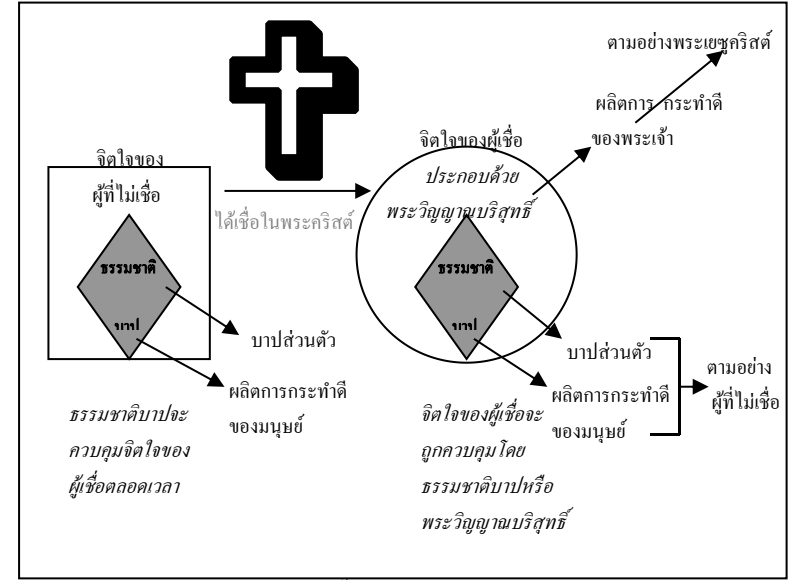 ตามอย่างพระเยซูคริสต์
ผลิตการ กระทำดี
ของพระเจ้า
จิตใจของ
ผู้ที่ไม่เชื่อ
จิตใจของผู้เชื่อ
ประกอบด้วย
พระวิญญาณบริสุทธิ์
ได้เชื่อในพระคริสต์
ธรรมชาติ
บาป
ธรรมชาติ
บาป
บาปส่วนตัว
ผลิตการกระทำดี
ของมนุษย์
บาปส่วนตัว
ผลิตการกระทำดี
ของมนุษย์
ตามอย่าง
ผู้ที่ไม่เชื่อ
ธรรมชาติบาปจะ
ควบคุมจิตใจของ
ผู้เชื่อตลอดเวลา
จิตใจของผู้เชื่อจะ
ถูกควบคุมโดย
ธรรมชาติบาปหรือ
พระวิญญาณบริสุทธิ์